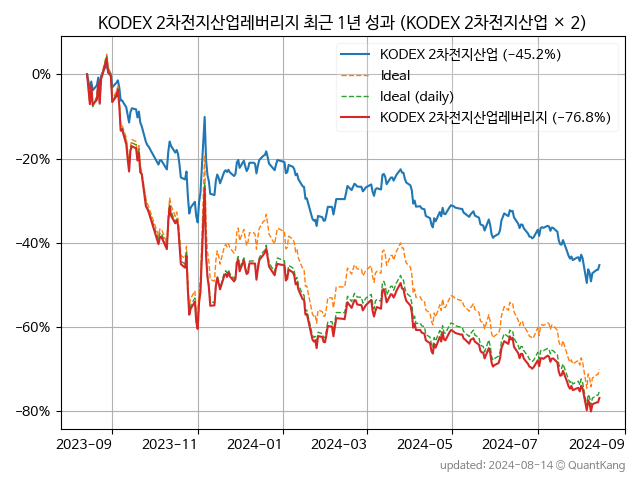 KODEX 2차전지산업레버리지 최근 1년 성과 (KODEX 2차전지산업 × 2)
KODEX 2차전지산업 (−45.2%)
Ideal
Ideal (daily)
KODEX 2차전지산업레버리지 (−76.8%)
0%
−20%
−40%
−60%
−80%
2023-09 2023-11 2024-01 2024-03 2024-05 2024-07 2024-09
updated: 2024-08-14 © QuantKang